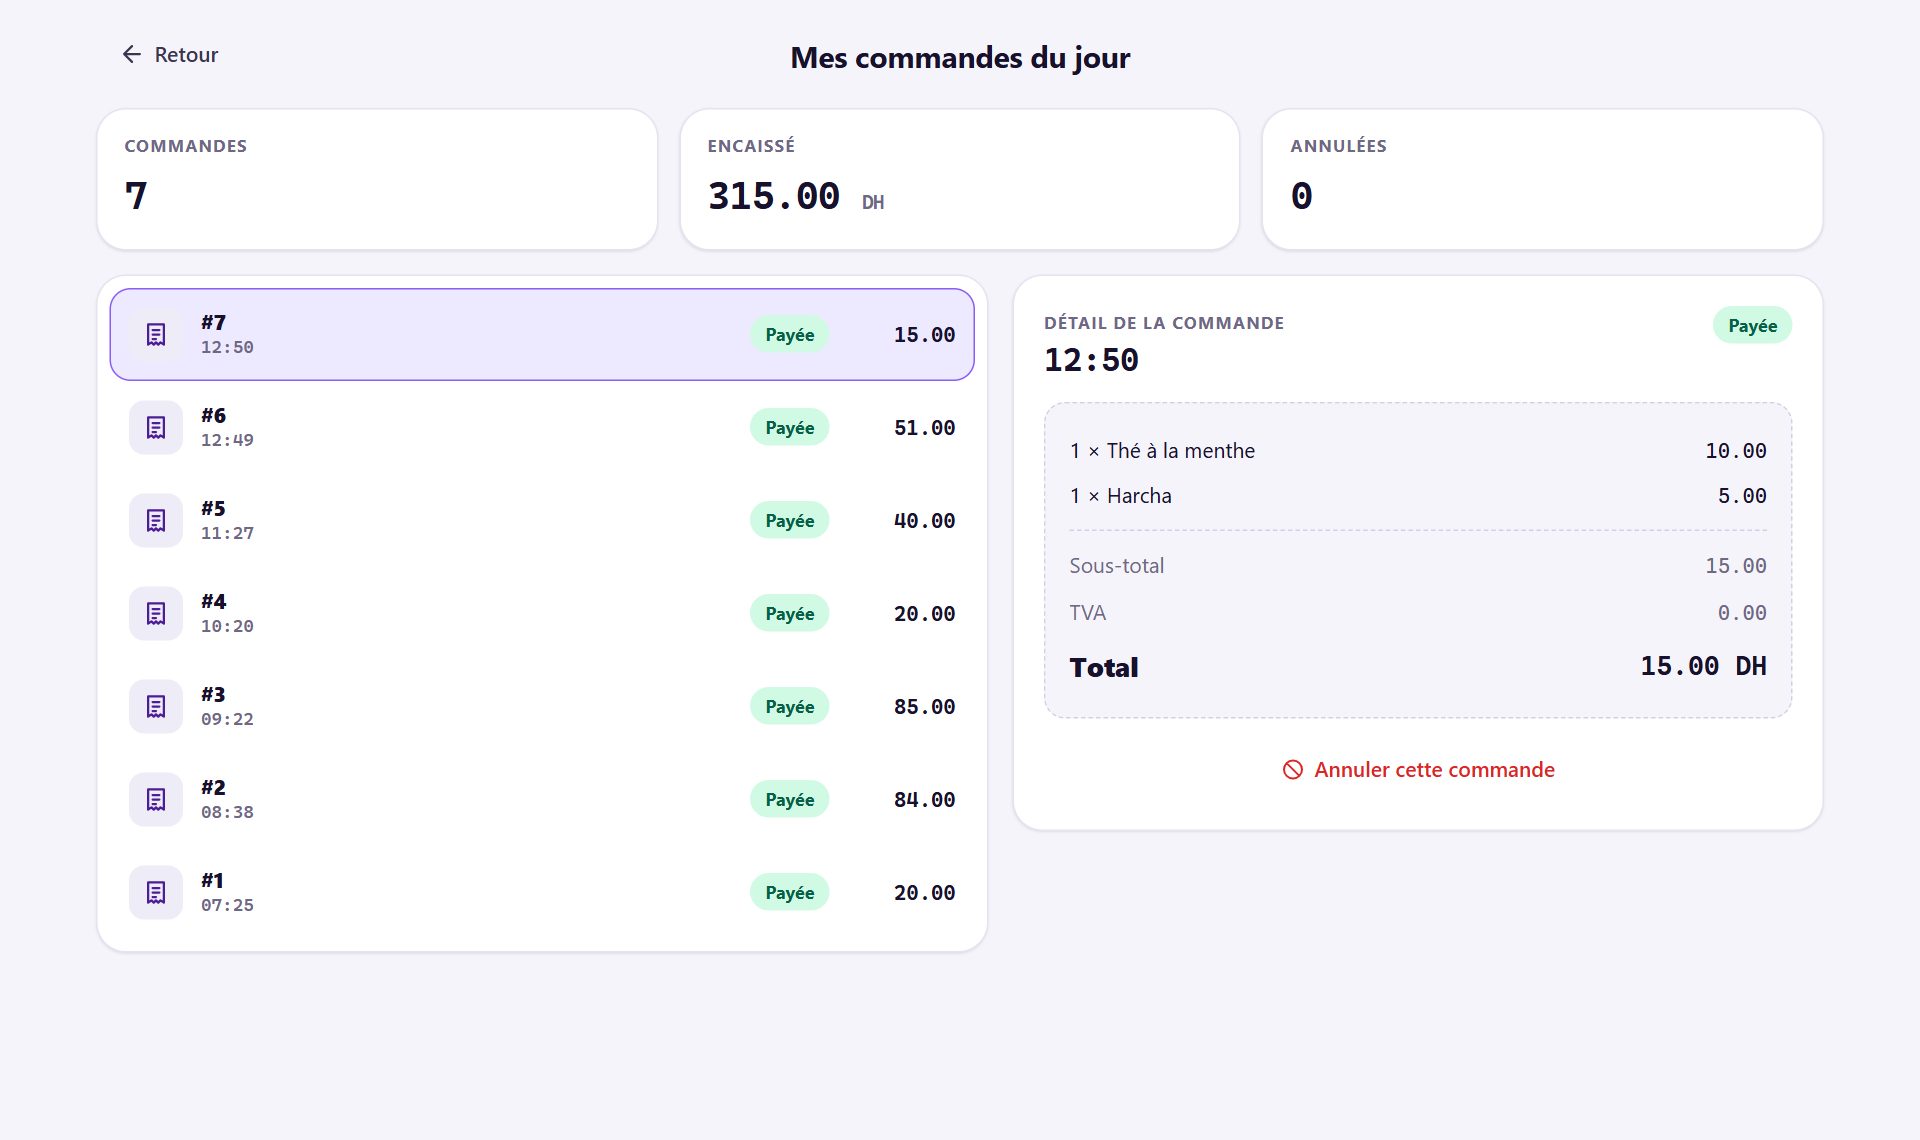 Retour
Mes commandes du jour
COMMANDES
7
ENCAISSÉ
315.00 DH
ANNULÉES
0
#7
12:50
Payée
15.00
#6
12:49
Payée
51.00
#5
11:27
Payée
40.00
#4
10:20
Payée
20.00
#3
09:22
Payée
85.00
#2
08:38
Payée
84.00
#1
07:25
Payée
20.00
DÉTAIL DE LA COMMANDE
12:50
Payée
1 × Thé à la menthe 10.00
1 × Harcha 5.00
Sous-total 15.00
TVA 0.00
Total 15.00 DH
Annuler cette commande